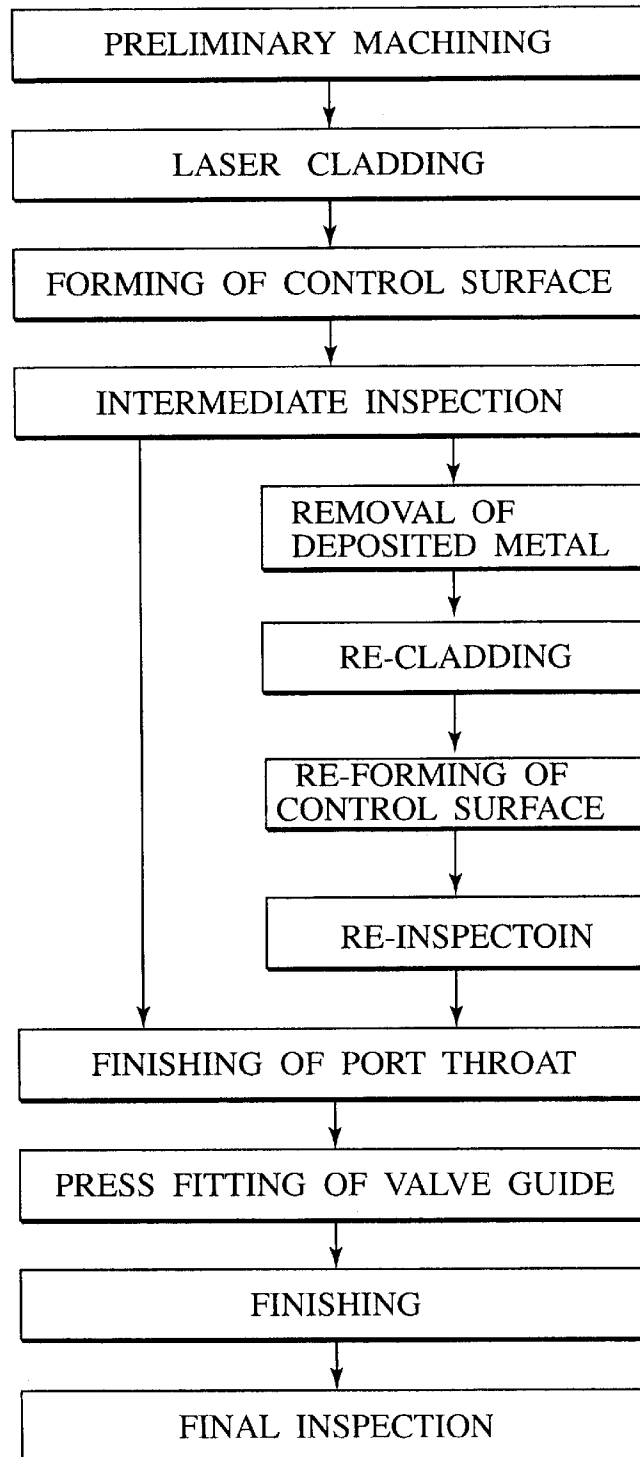 PRELIMINARY MACHINING
LASER CLADDING
FORMING OF CONTROL SURFACE
INTERMEDIATE INSPECTION
REMOVAL OF
DEPOSITED METAL
RE-CLADDING
RE-FORMING OF
CONTROL SURFACE
RE-INSPECTOIN
FINISHING OF PORT THROAT
PRESS FITTING OF VALVE GUIDE
FINISHING
FINAL INSPECTION